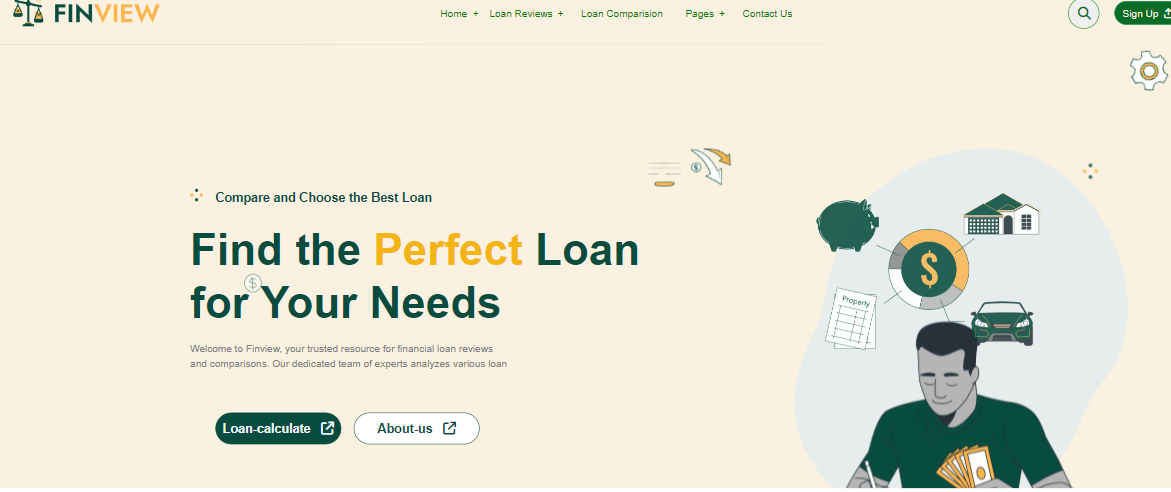 FINVIEW
Home + Loan Reviews + Loan Comparision Pages + Contact Us
Sign Up
Compare and Choose the Best Loan
Find the Perfect Loan
for Your Needs
Welcome to Finview, your trusted resource for financial loan reviews
and comparisons. Our dedicated team of experts analyzes various loan
Loan-calculate
About-us
$
$
$
Property